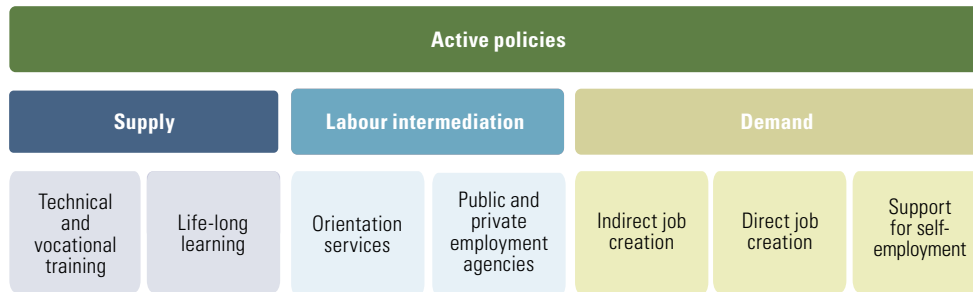 Active policies
Supply
Labour intermediation
Demand
Technical
and
vocational
training
Life-long
learning
Orientation
services
Public and
private
employment
agencies
Indirect job
creation
Direct job
creation
Support
for self-
employment